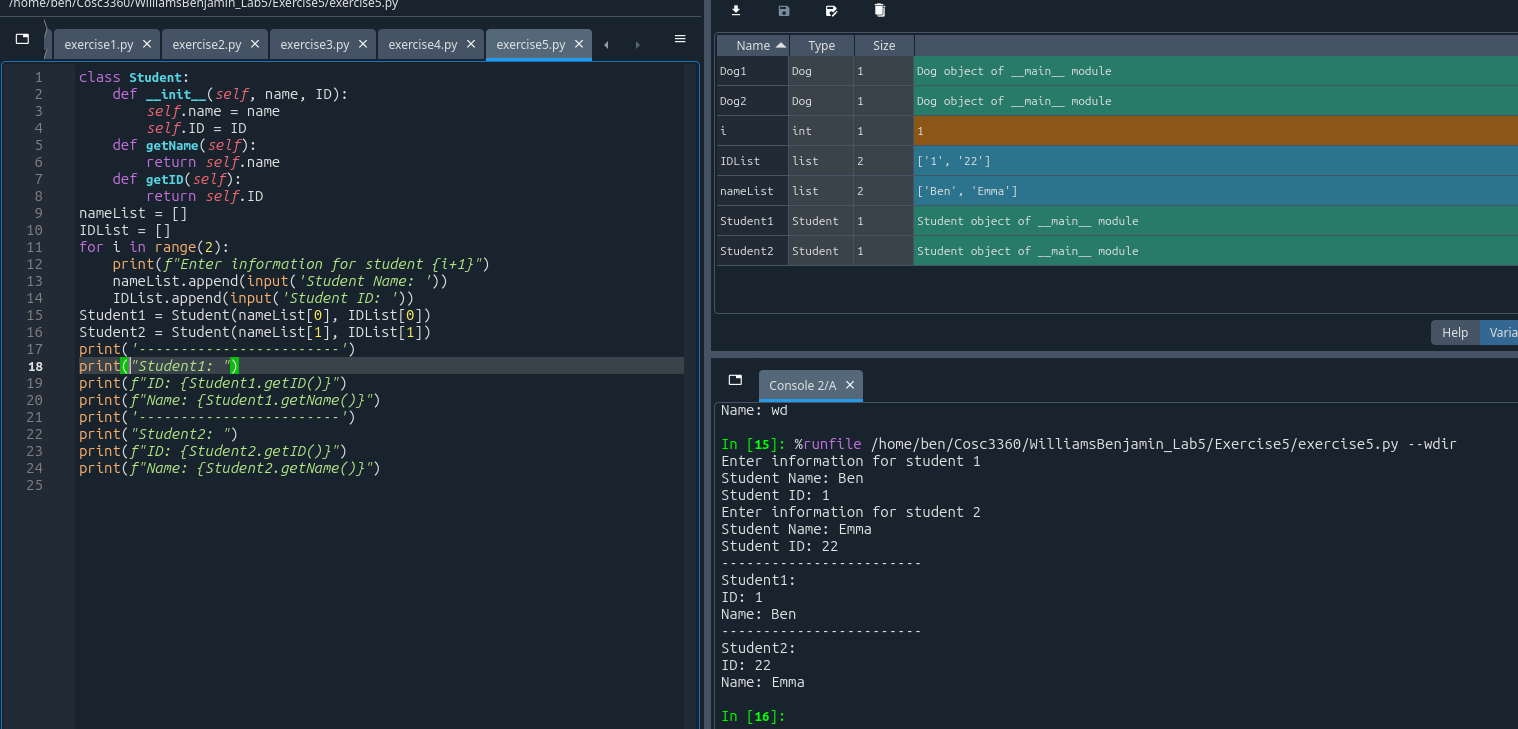 /home/ben/Cosc3360/WilliamsBenjamin_Lab5/Exercise5/exercise5.py
exercise1.py
exercise2.py
exercise3.py
exercise4.py
exercise5.py
1 class Student:
2     def __init__(self, name, ID):
3         self.name = name
4         self.ID = ID
5     def getName(self):
6         return self.name
7     def getID(self):
8         return self.ID
9 nameList = []
10 IDList = []
11 for i in range(2):
12     print(f"Enter information for student {i+1}")
13     nameList.append(input('Student Name: '))
14     IDList.append(input('Student ID: '))
15 Student1 = Student(nameList[0], IDList[0])
16 Student2 = Student(nameList[1], IDList[1])
17 print('------------------------')
18 print("Student1: ")
19 print(f"ID: {Student1.getID()}")
20 print(f"Name: {Student1.getName()}")
21 print('------------------------')
22 print("Student2: ")
23 print(f"ID: {Student2.getID()}")
24 print(f"Name: {Student2.getName()}")
25
Name Type Size
Dog1 Dog 1 Dog object of __main__ module
Dog2 Dog 1 Dog object of __main__ module
i int 1 1
IDList list 2 ['1', '22']
nameList list 2 ['Ben', 'Emma']
Student1 Student 1 Student object of __main__ module
Student2 Student 1 Student object of __main__ module
Help Varia
Console 2/A
Name: wd
In [15]: %runfile /home/ben/Cosc3360/WilliamsBenjamin_Lab5/Exercise5/exercise5.py --wdir
Enter information for student 1
Student Name: Ben
Student ID: 1
Enter information for student 2
Student Name: Emma
Student ID: 22
------------------------
Student1:
ID: 1
Name: Ben
------------------------
Student2:
ID: 22
Name: Emma
In [16]: